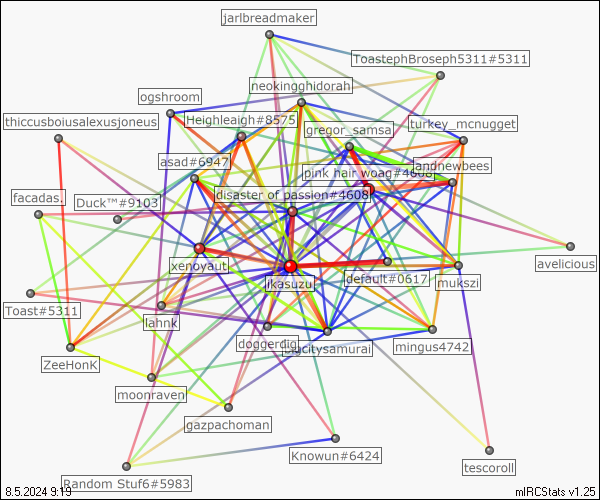 jarlbreadmaker
ToastephBroseph5311#5311
neokingghidorah
ogshroom
thiccusboiusalexusjoneus
Heighleaigh#8575
gregor_samsa
turkey_mcnugget
asad#6947
pink hair woag#4606
andnewbees
facadas.
Duck™#9103
disaster of passion#4608
xenoyaut
ikasuzu
default#0617
mukszi
avelicious
Toast#5311
lahnk
doggerdig
bigcitysamurai
mingus4742
ZeeHonK
moonraven
gazpachoman
Knowun#6424
tescoroll
Random Stuf6#5983
8.5.2024 9:19
mIRCStats v1.25